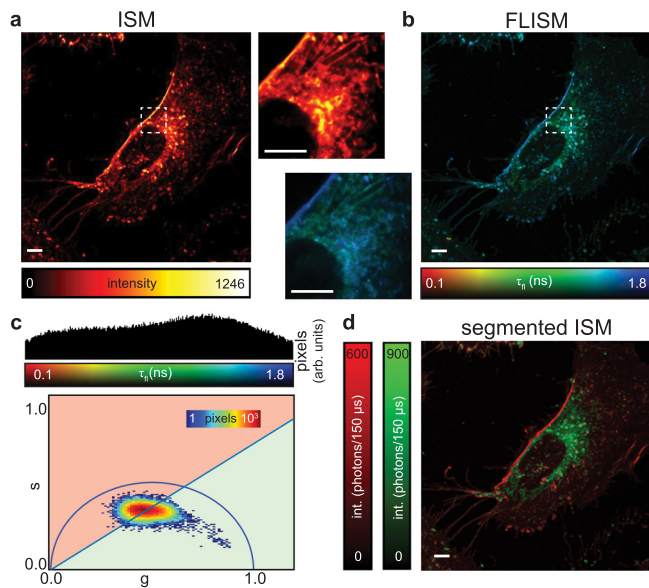 a
ISM
b
FLISM
0
intensity
1246
0.1
τfl (ns)
1.8
c
pixels
(arb. units)
0.1
τfl(ns)
1.8
1.0
1
pixels
10³
s
0.0
0.0
g
1.0
d
segmented ISM
600
int. (photons/150 µs)
0
900
int. (photons/150 µs)
0